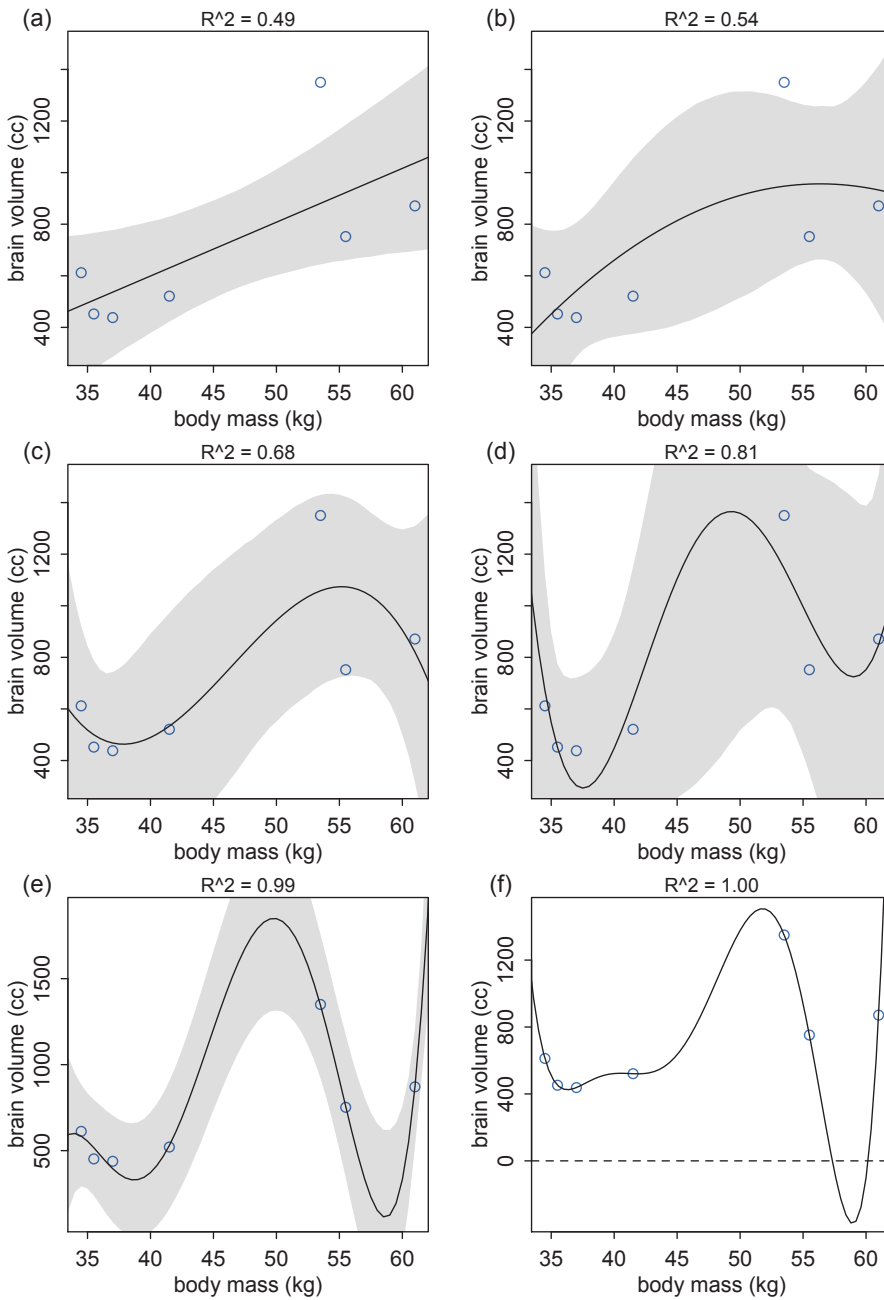 (a)
R^2 = 0.49
brain volume (cc)
400
800
1200
35 40 45 50 55 60
body mass (kg)
(b)
R^2 = 0.54
brain volume (cc)
400
800
1200
35 40 45 50 55 60
body mass (kg)
(c)
R^2 = 0.68
brain volume (cc)
400
800
1200
35 40 45 50 55 60
body mass (kg)
(d)
R^2 = 0.81
brain volume (cc)
400
800
1200
35 40 45 50 55 60
body mass (kg)
(e)
R^2 = 0.99
brain volume (cc)
500
1000
1500
35 40 45 50 55 60
body mass (kg)
(f)
R^2 = 1.00
brain volume (cc)
0
400
800
1200
35 40 45 50 55 60
body mass (kg)